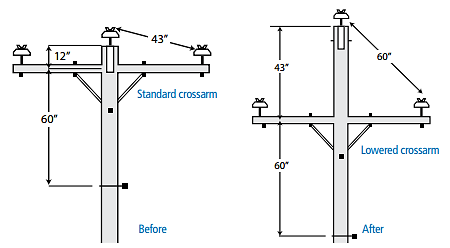 43”
12”
60”
Standard crossarm
Before
60”
43”
60”
Lowered crossarm
After